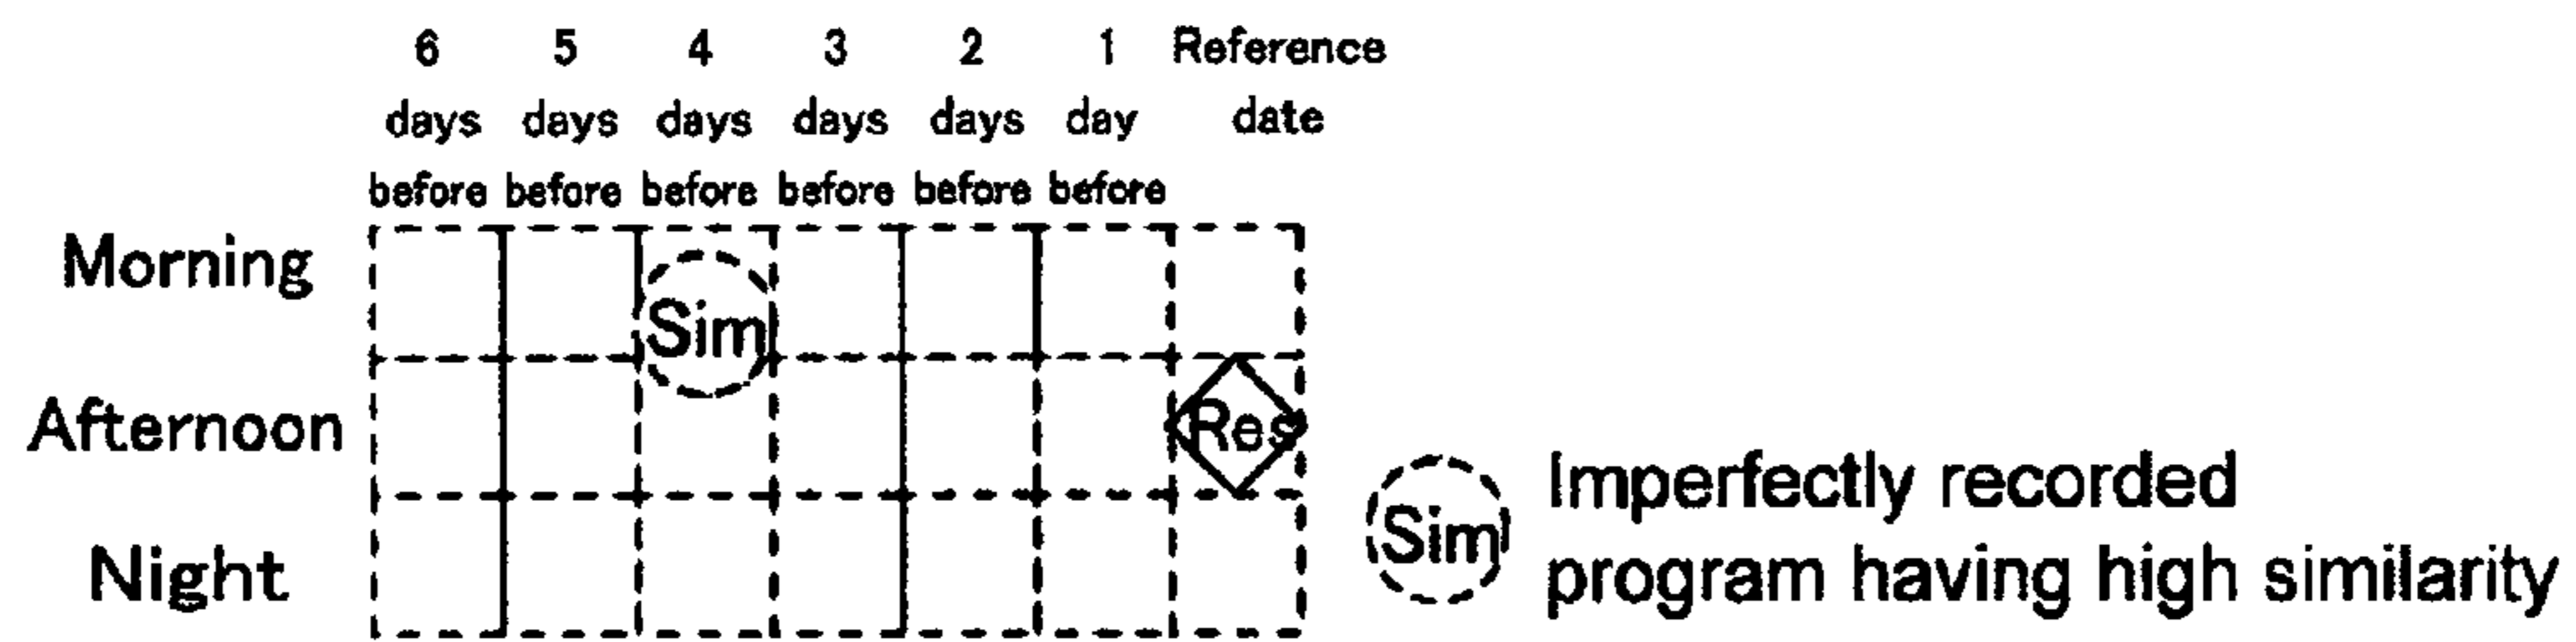 6 5 4 3 2 1 Reference
days days days days days day date
before before before before before before
Morning
Sim
Afternoon
Res
Night
Sim
Imperfectly recorded
program having high similarity